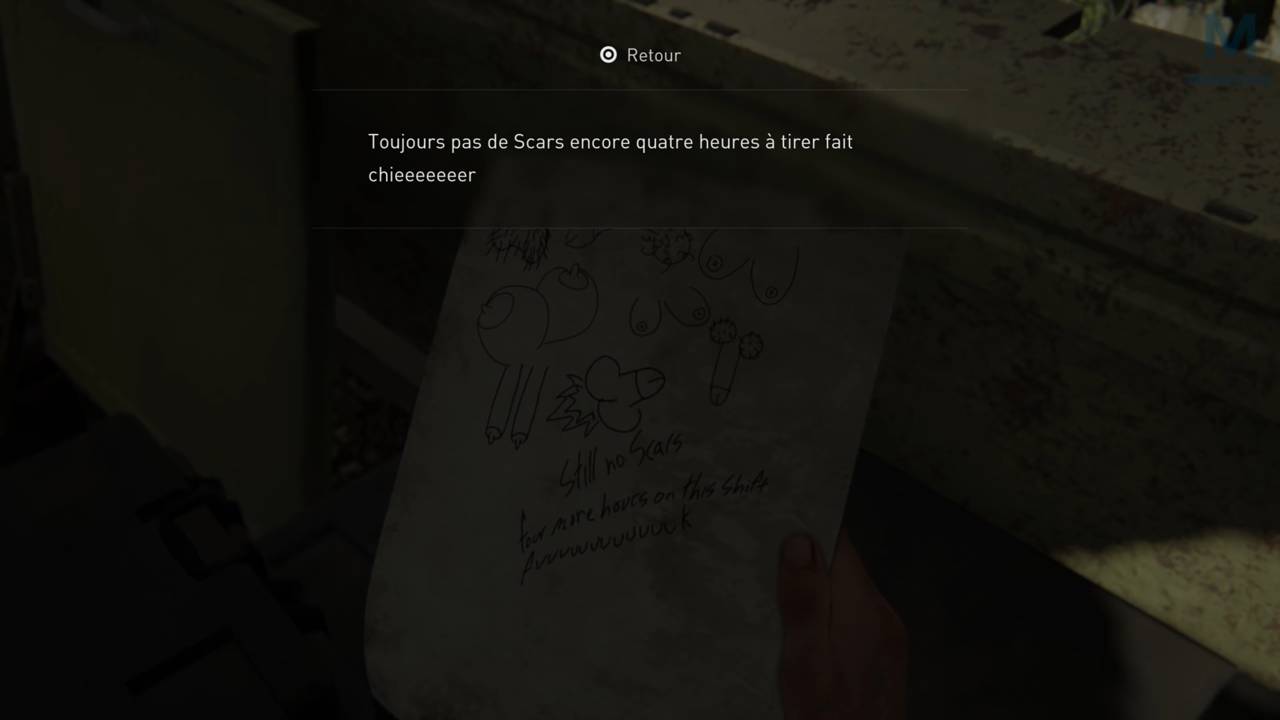 Retour
Toujours pas de Scars encore quatre heures à tirer fait
chieeeeeeer
Still no Scars
four more hours on this shift
fuuuuuuuuuuuck
M